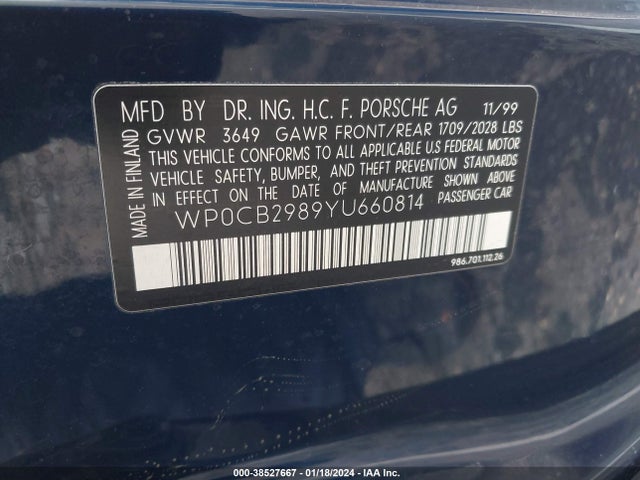 MFD BY DR. ING. H.C. F. PORSCHE AG 11/99
GVWR 3649 GAWR FRONT/REAR 1709/2028 LBS
THIS VEHICLE CONFORMS TO ALL APPLICABLE US FEDERAL MOTOR
VEHICLE SAFETY, BUMPER, AND THEFT PREVENTION STANDARDS
IN EFFECT ON THE DATE OF MANUFACTURE SHOWN ABOVE.
WP0CB2989YU660814 PASSENGER CAR
MADE IN FINLAND
986.701.112.26
000-38527667 / 01/18/2024 - IAA Inc.